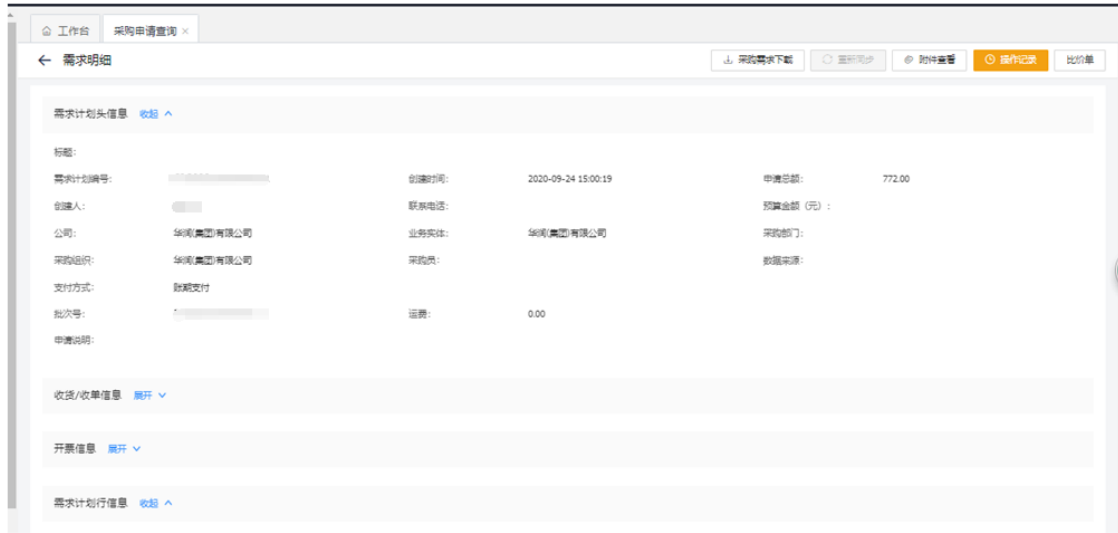 工作台 采购申请查询 ×
← 需求明细 采购需求下载 重新同步 附件查看 操作记录 比价单
需求计划头信息 收起
标题:
需求计划编号: 创建时间: 2020-09-24 15:00:19 申请总额: 772.00
创建人: 联系电话: 预算金额（元）:
公司: 华润(集团)有限公司 业务实体: 华润(集团)有限公司 采购部门:
采购组织: 华润(集团)有限公司 采购员: 数据来源:
支付方式: 账期支付
批次号: 运费: 0.00
申请说明:
收货/收单信息 展开
开票信息 展开
需求计划行信息 收起